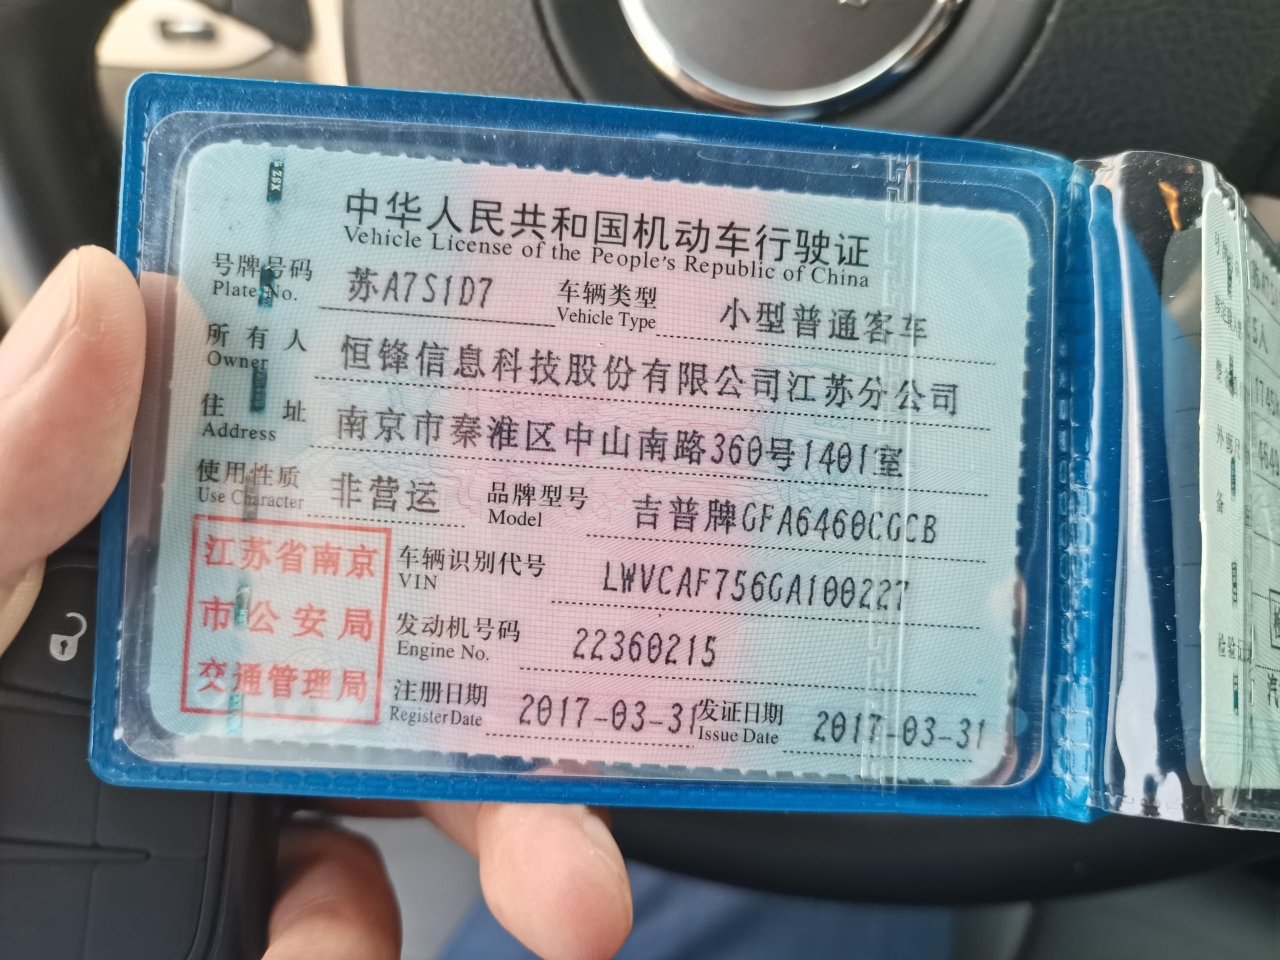 中华人民共和国机动车行驶证
Vehicle License of the People's Republic of China
号牌号码 苏A7S1D7 车辆类型 小型普通客车
Plate No. Vehicle Type
所有人 恒锋信息科技股份有限公司江苏分公司
Owner
住址 南京市秦淮区中山南路360号1401室
Address
使用性质 非营运 品牌型号 吉普牌GFA6460CGCB
Use Character Model
江苏省南京
市公安局
交通管理局
车辆识别代号 LWVCAF756GA100227
VIN
发动机号码 22360215
Engine No.
注册日期 2017-03-31 发证日期 2017-03-31
Register Date Issue Date
XSZ
5人